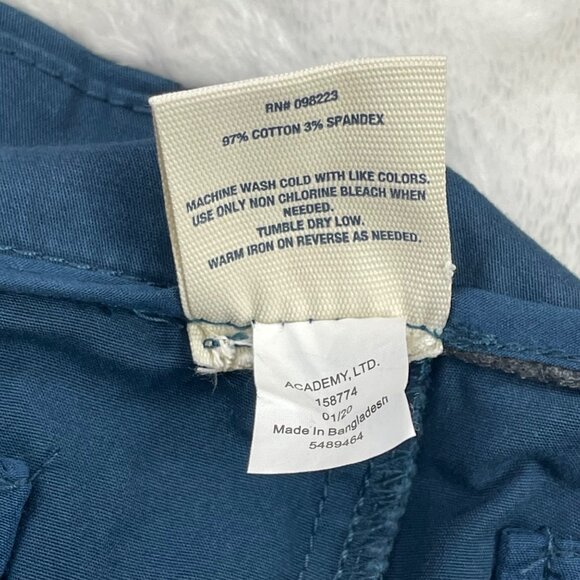 RN# 098223
97% COTTON 3% SPANDEX
MACHINE WASH COLD WITH LIKE COLORS.
USE ONLY NON CHLORINE BLEACH WHEN
NEEDED.
TUMBLE DRY LOW.
WARM IRON ON REVERSE AS NEEDED.
ACADEMY, LTD.
158774
01/20
Made In Bangladesh
5489464